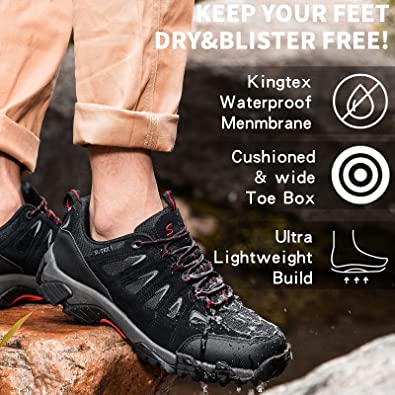 KEEP YOUR FEET
DRY&BLISTER FREE!
Kingtex
Waterproof
Menmbrane
Cushioned
& wide
Toe Box
Ultra
Lightweight
Build
S